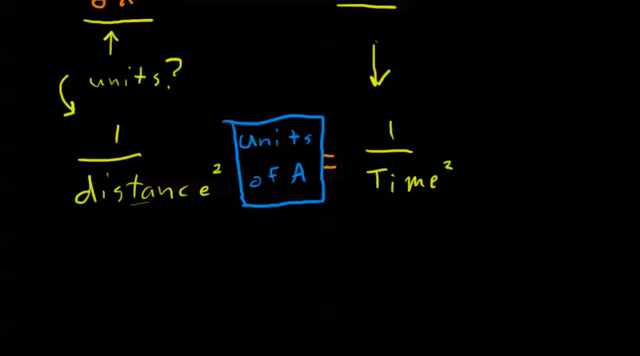 units?
1
distance²
units
of A
=
1
Time²